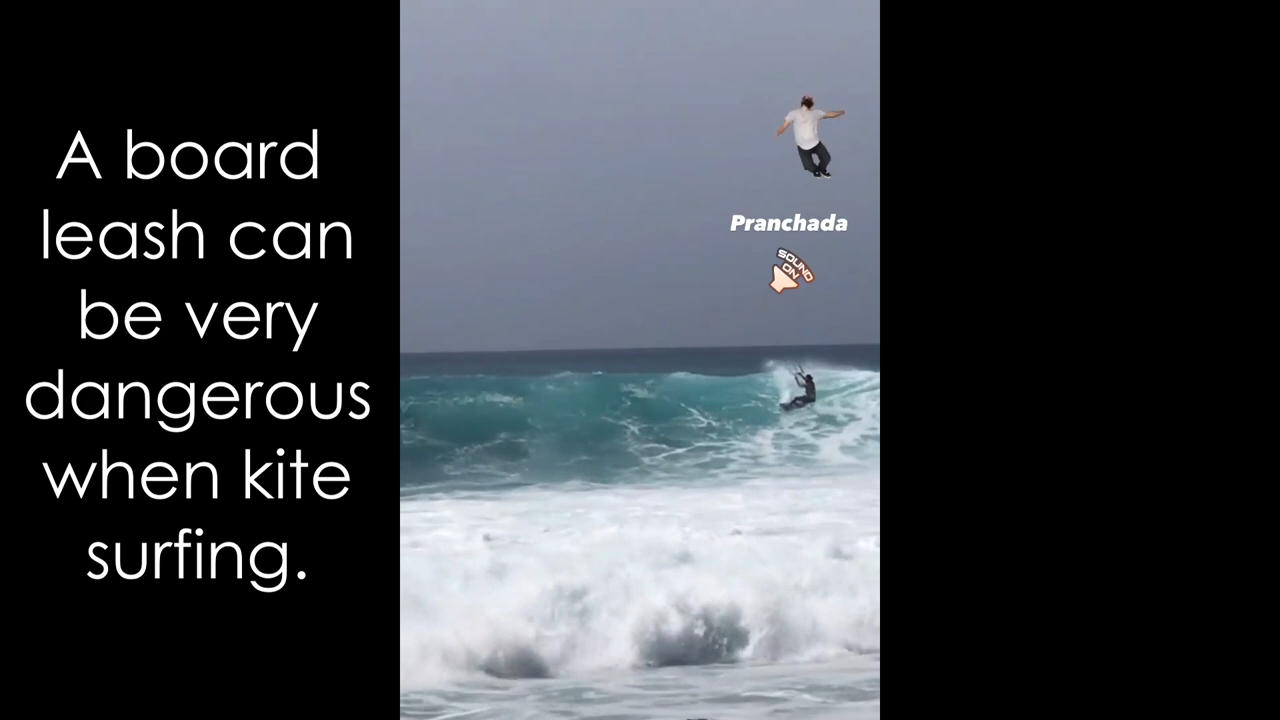 A board
leash can
be very
dangerous
when kite
surfing.
Pranchada
SOUND
ON